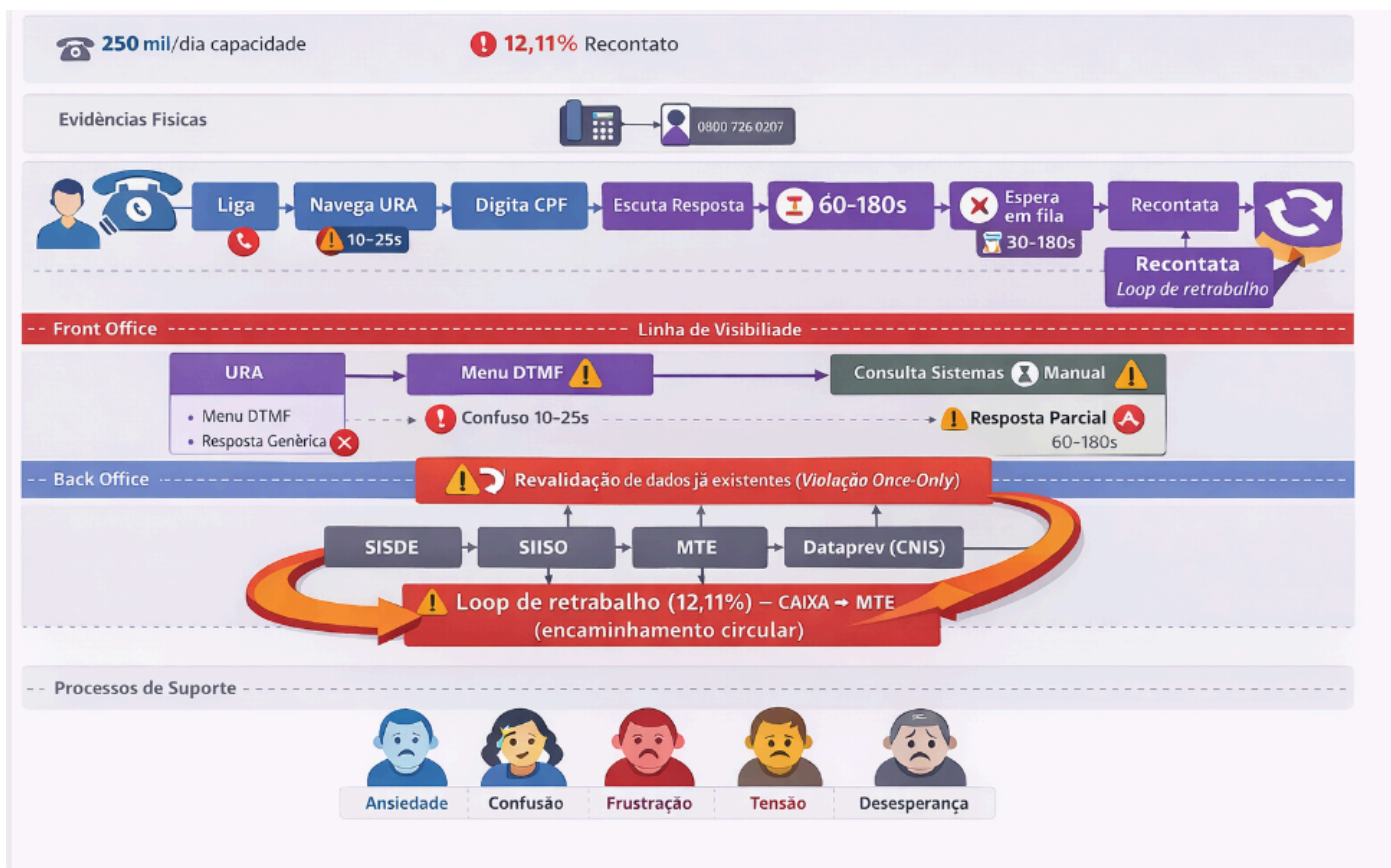 250 mil/dia capacidade
12,11% Recontato
Evidências Fisicas
0800 726 0207
Liga
Navega URA
10-25s
Digita CPF
Escuta Resposta
60-180s
Espera
em fila
30-180s
Recontata
Recontata
Loop de retrabalho
Front Office
Linha de Visibiliade
URA
• Menu DTMF
• Resposta Genèrica
Menu DTMF
Confuso 10-25s
Consulta Sistemas Manual
Resposta Parcial
60-180s
Back Office
Revalidação de dados já existentes (Violação Once-Only)
SISDE
SIISO
MTE
Dataprev (CNIS)
Loop de retrabalho (12,11%) – CAIXA → MTE
(encaminhamento circular)
Processos de Suporte
Ansiedade
Confusão
Frustração
Tensão
Desesperança